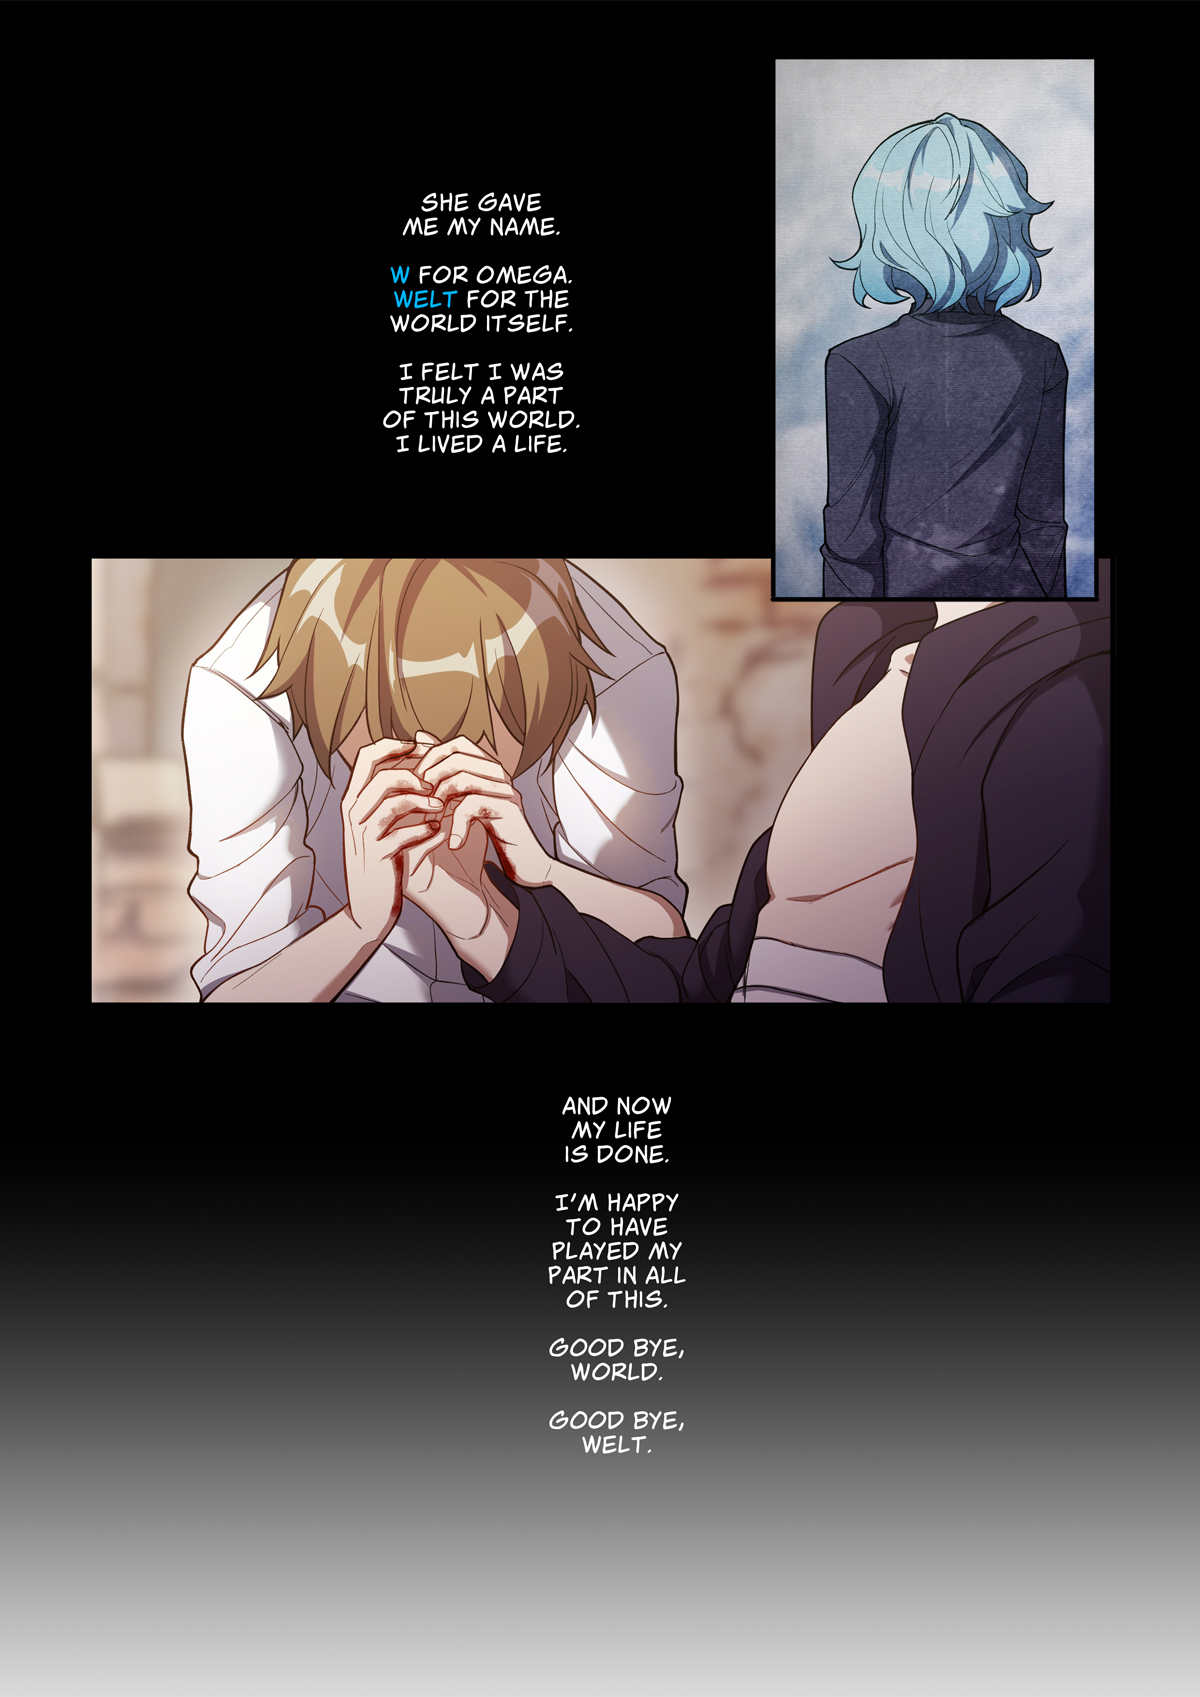 SHE GAVE
ME MY NAME.
W FOR OMEGA.
WELT FOR THE
WORLD ITSELF.
I FELT I WAS
TRULY A PART
OF THIS WORLD.
I LIVED A LIFE.
AND NOW
MY LIFE
IS DONE.
I'M HAPPY
TO HAVE
PLAYED MY
PART IN ALL
OF THIS.
GOOD BYE,
WORLD.
GOOD BYE,
WELT.